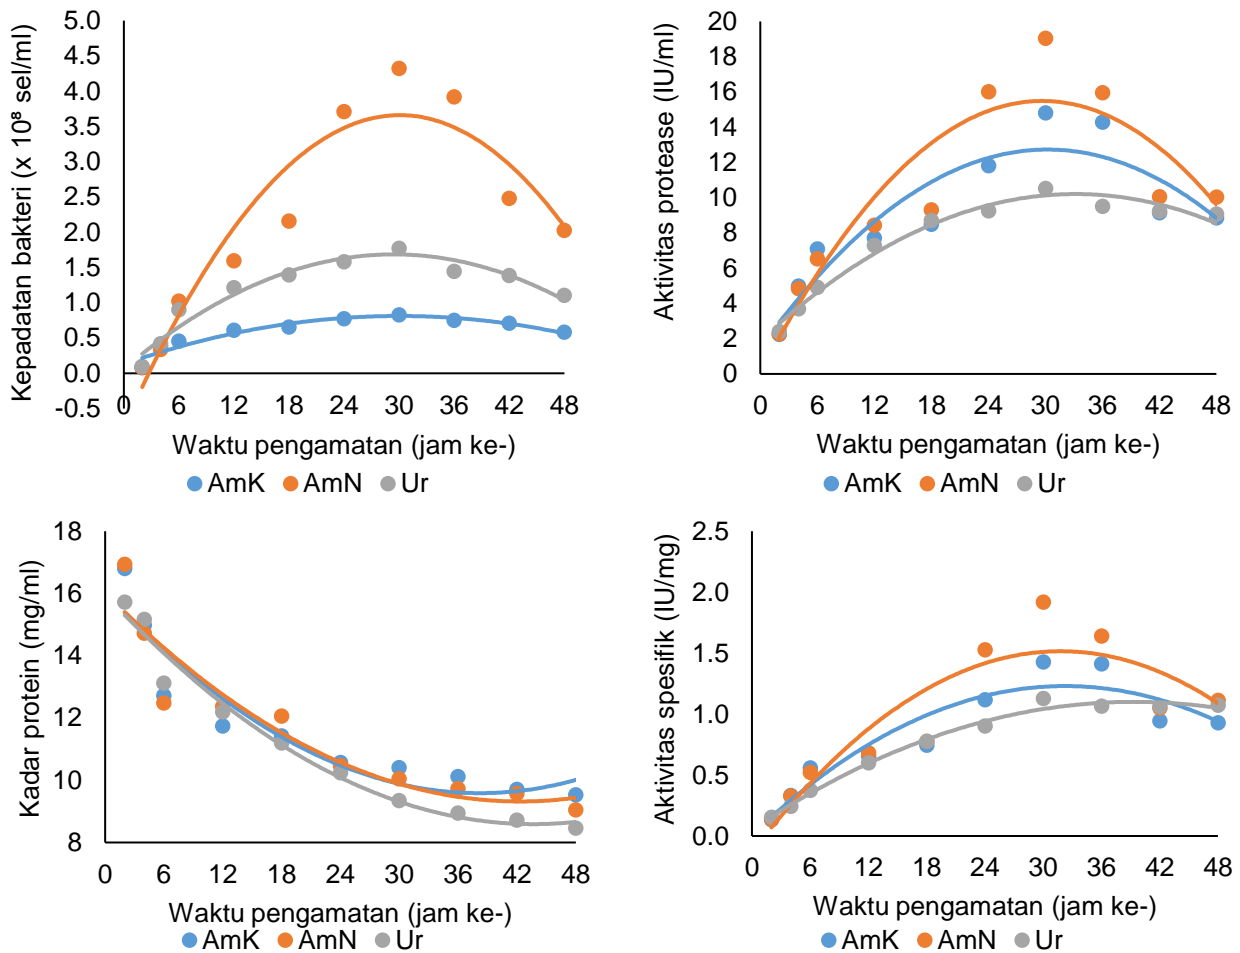 Kepadatan bakteri (x 10⁸ sel/ml)
5.0
4.5
4.0
3.5
3.0
2.5
2.0
1.5
1.0
0.5
0.0
-0.5
0 6 12 18 24 30 36 42 48
Waktu pengamatan (jam ke-)
AmK AmN Ur
Aktivitas protease (IU/ml)
20
18
16
14
12
10
8
6
4
2
0
0 6 12 18 24 30 36 42 48
Waktu pengamatan (jam ke-)
AmK AmN Ur
Kadar protein (mg/ml)
18
16
14
12
10
8
0 6 12 18 24 30 36 42 48
Waktu pengamatan (jam ke-)
AmK AmN Ur
Aktivitas spesifik (IU/mg)
2.5
2.0
1.5
1.0
0.5
0.0
0 6 12 18 24 30 36 42 48
Waktu pengamatan (jam ke-)
AmK AmN Ur